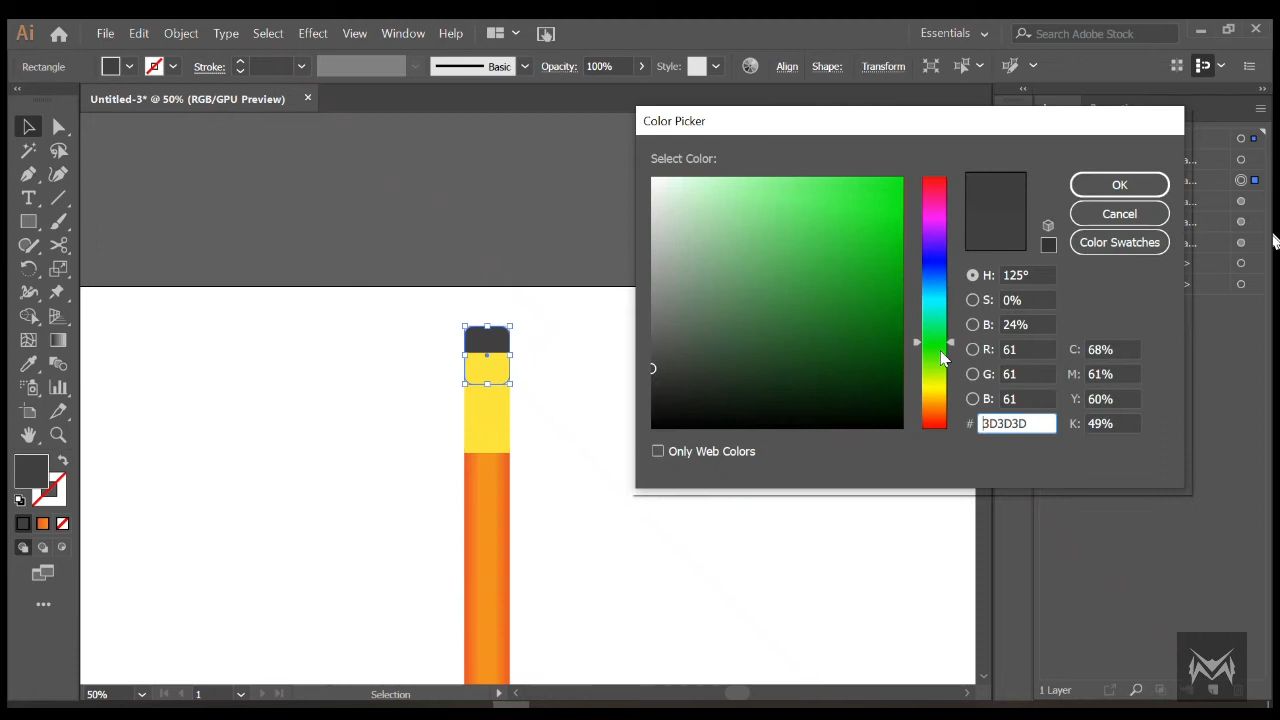 Ai File Edit Object Type Select Effect View Window Help Essentials Search Adobe Stock
Rectangle Stroke: Basic Opacity: 100% Style: Align Shape: Transform
Untitled-3* @ 50% (RGB/GPU Preview)
Color Picker
Select Color:
OK
Cancel
Color Swatches
H: 125°
S: 0%
B: 24%
R: 61 C: 68%
G: 61 M: 61%
B: 61 Y: 60%
# 3D3D3D K: 49%
Only Web Colors
a...
a...
a...
a...
50% 1 Selection 1 Layer